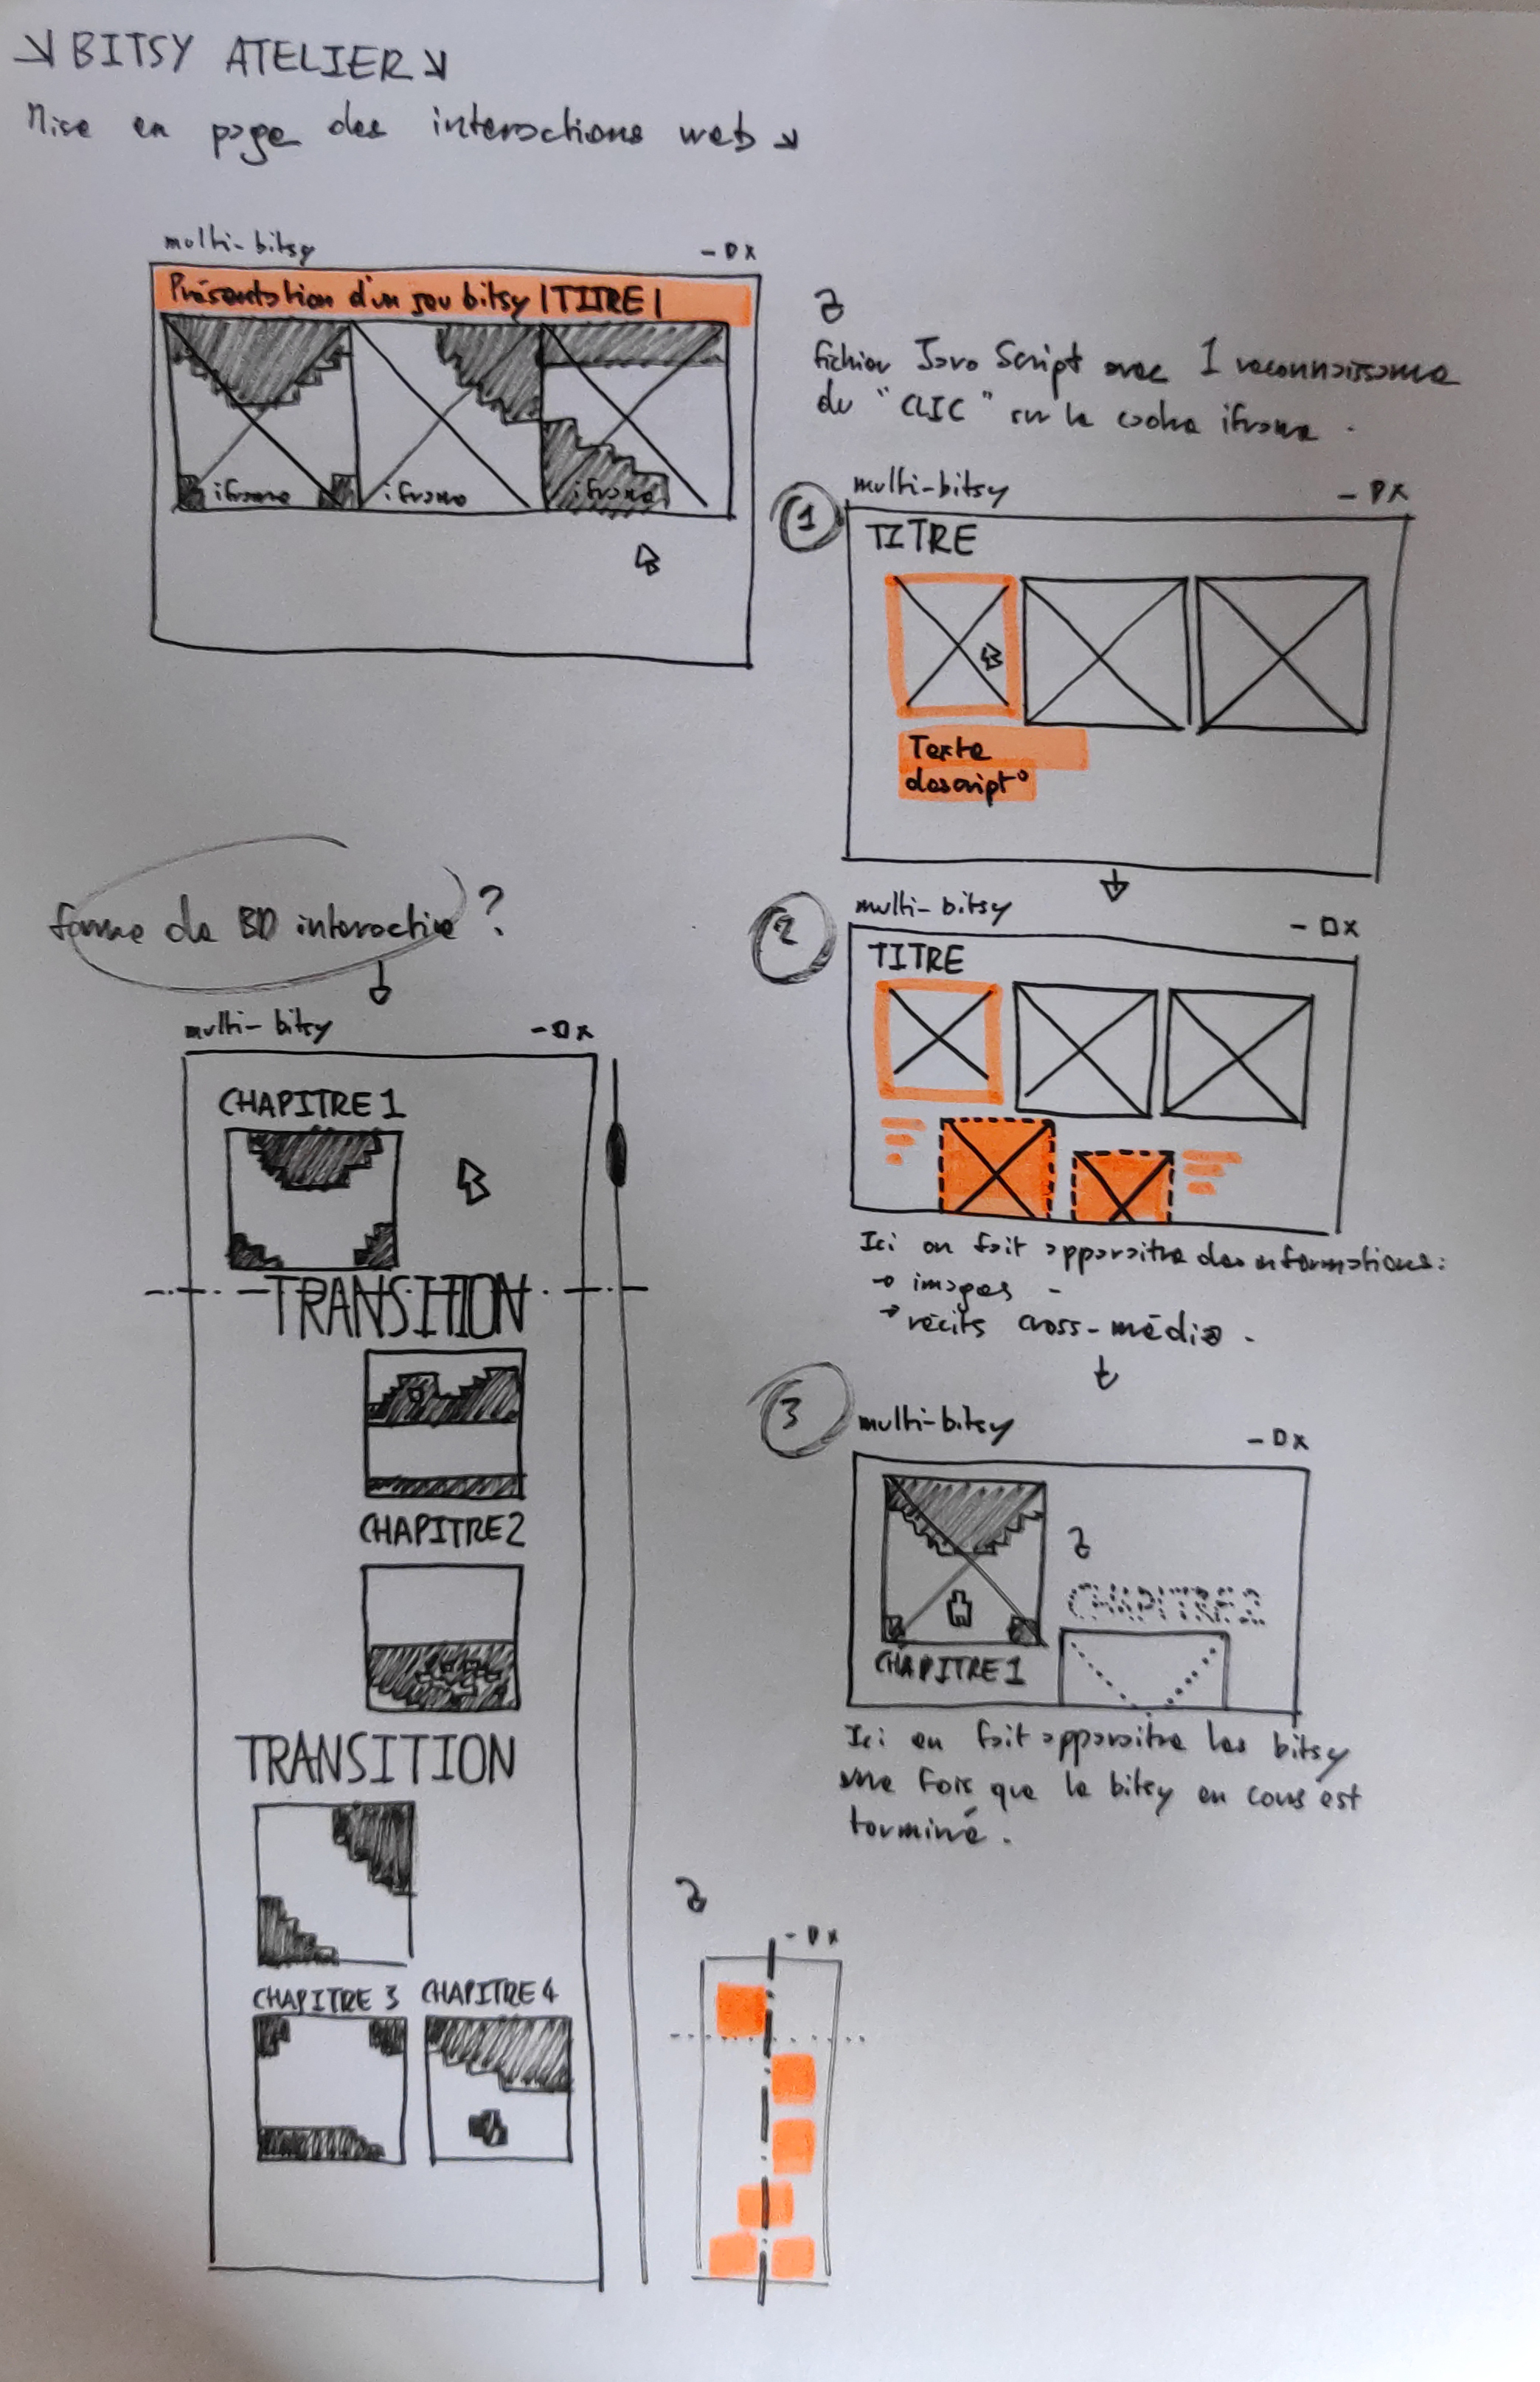 BITSY ATELIER
Mise en page des interactions web
multi-bitsy
Présentation d'un jeu bitsy |TITRE|
iframe iframe iframe
fichier JavaScript avec 1 reconnaissance
du "CLIC" sur le cadre iframe.
1
multi-bitsy
TITRE
Texte
descript°
2
multi-bitsy
TITRE
Ici on fait apparaitre des informations:
→ images -
→ récits cross-média.
3
multi-bitsy
CHAPITRE 2
CHAPITRE 1
Ici on fait apparaitre les bitsy
une fois que le bitsy en cours est
terminé.
forme de BD interactive ?
multi-bitsy
CHAPITRE 1
TRANSITION
CHAPITRE 2
TRANSITION
CHAPITRE 3 CHAPITRE 4